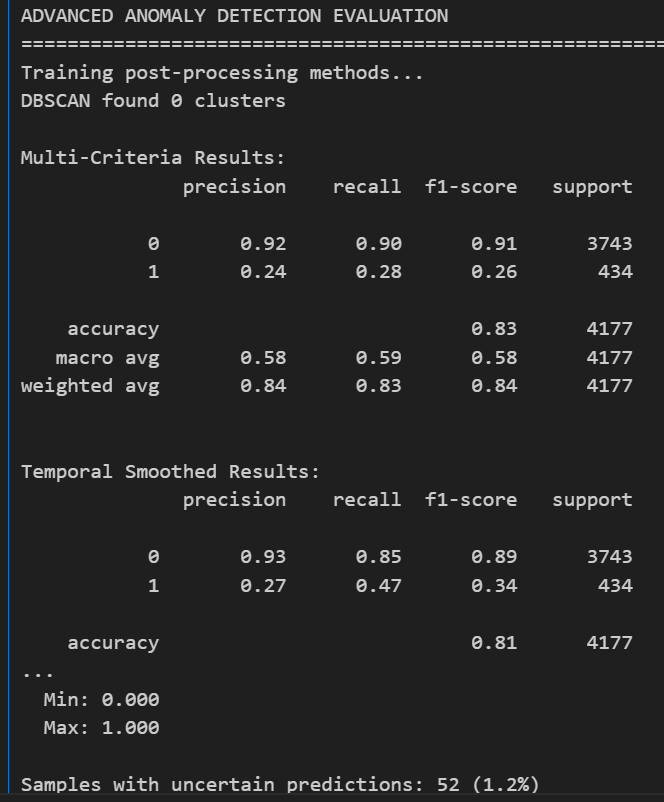 ADVANCED ANOMALY DETECTION EVALUATION
========================================================
Training post-processing methods...
DBSCAN found 0 clusters
Multi-Criteria Results:
precision recall f1-score support
0 0.92 0.90 0.91 3743
1 0.24 0.28 0.26 434
accuracy 0.83 4177
macro avg 0.58 0.59 0.58 4177
weighted avg 0.84 0.83 0.84 4177
Temporal Smoothed Results:
precision recall f1-score support
0 0.93 0.85 0.89 3743
1 0.27 0.47 0.34 434
accuracy 0.81 4177
...
Min: 0.000
Max: 1.000
Samples with uncertain predictions: 52 (1.2%)